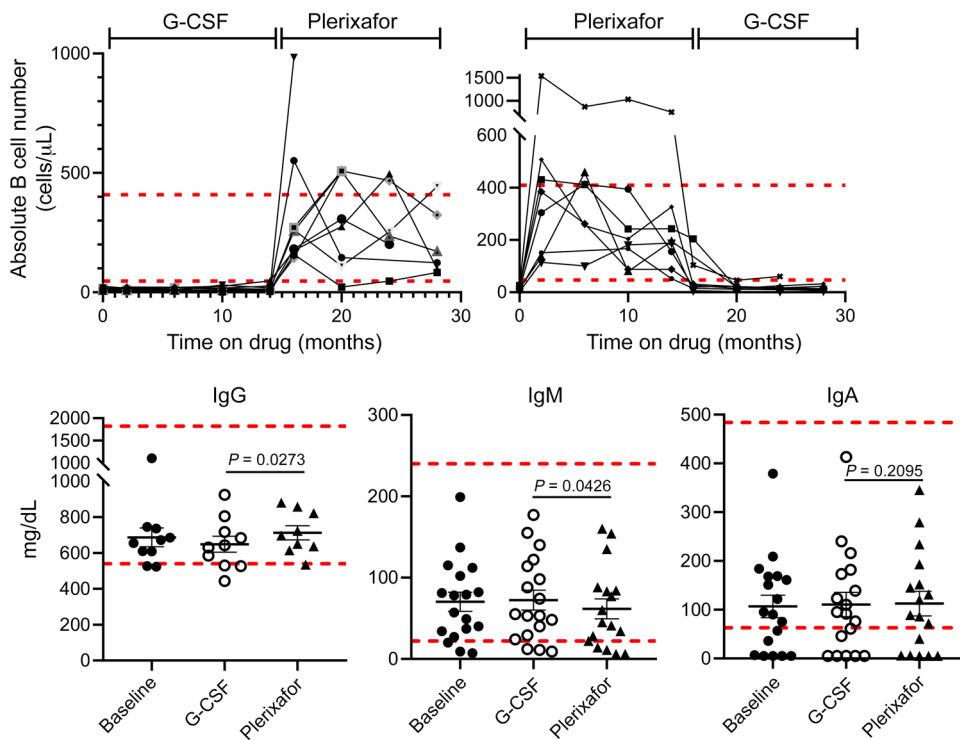 G-CSF Plerixafor
Plerixafor G-CSF
Absolute B cell number
(cells/μL)
1000
500
0
0 10 20 30
Time on drug (months)
1500
1000
600
400
200
0
0 10 20 30
Time on drug (months)
IgG
mg/dL
2000
1500
1000
1000
800
600
400
200
0
P = 0.0273
Baseline
G-CSF
Plerixafor
IgM
300
200
100
0
P = 0.0426
Baseline
G-CSF
Plerixafor
IgA
500
400
300
200
100
0
P = 0.2095
Baseline
G-CSF
Plerixafor